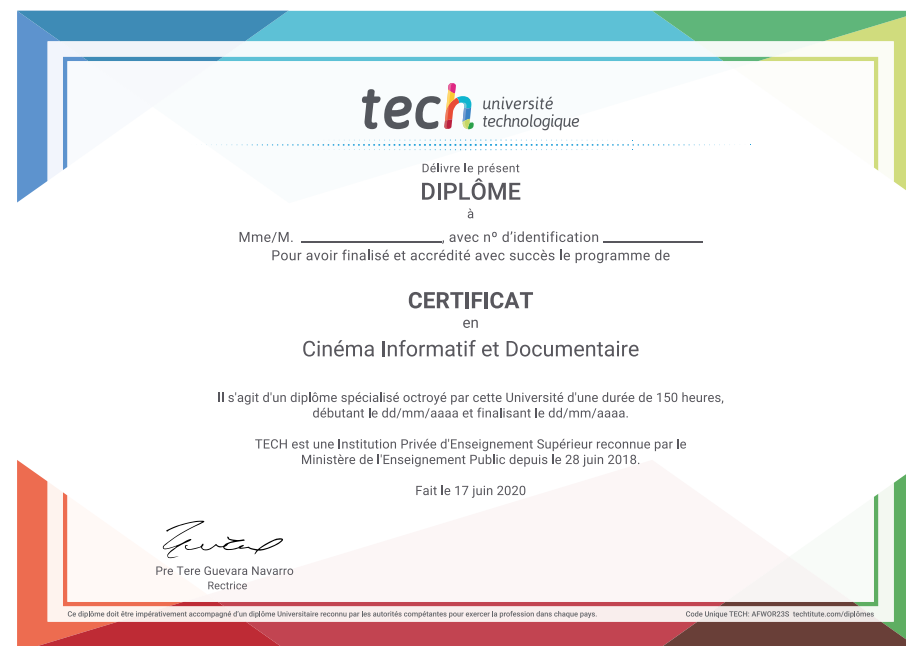 tech université
technologique
Délivre le présent
DIPLÔME
à
Mme/M. ____________________, avec nº d'identification ______________
Pour avoir finalisé et accrédité avec succès le programme de
CERTIFICAT
en
Cinéma Informatif et Documentaire
Il s'agit d'un diplôme spécialisé octroyé par cette Université d'une durée de 150 heures,
débutant le dd/mm/aaaa et finalisant le dd/mm/aaaa.
TECH est une Institution Privée d'Enseignement Supérieur reconnue par le
Ministère de l'Enseignement Public depuis le 28 juin 2018.
Fait le 17 juin 2020
Pre Tere Guevara Navarro
Rectrice
Ce diplôme doit être impérativement accompagné d'un diplôme Universitaire reconnu par les autorités compétentes pour exercer la profession dans chaque pays.
Code Unique TECH: AFWOR23S techtitute.com/diplômes